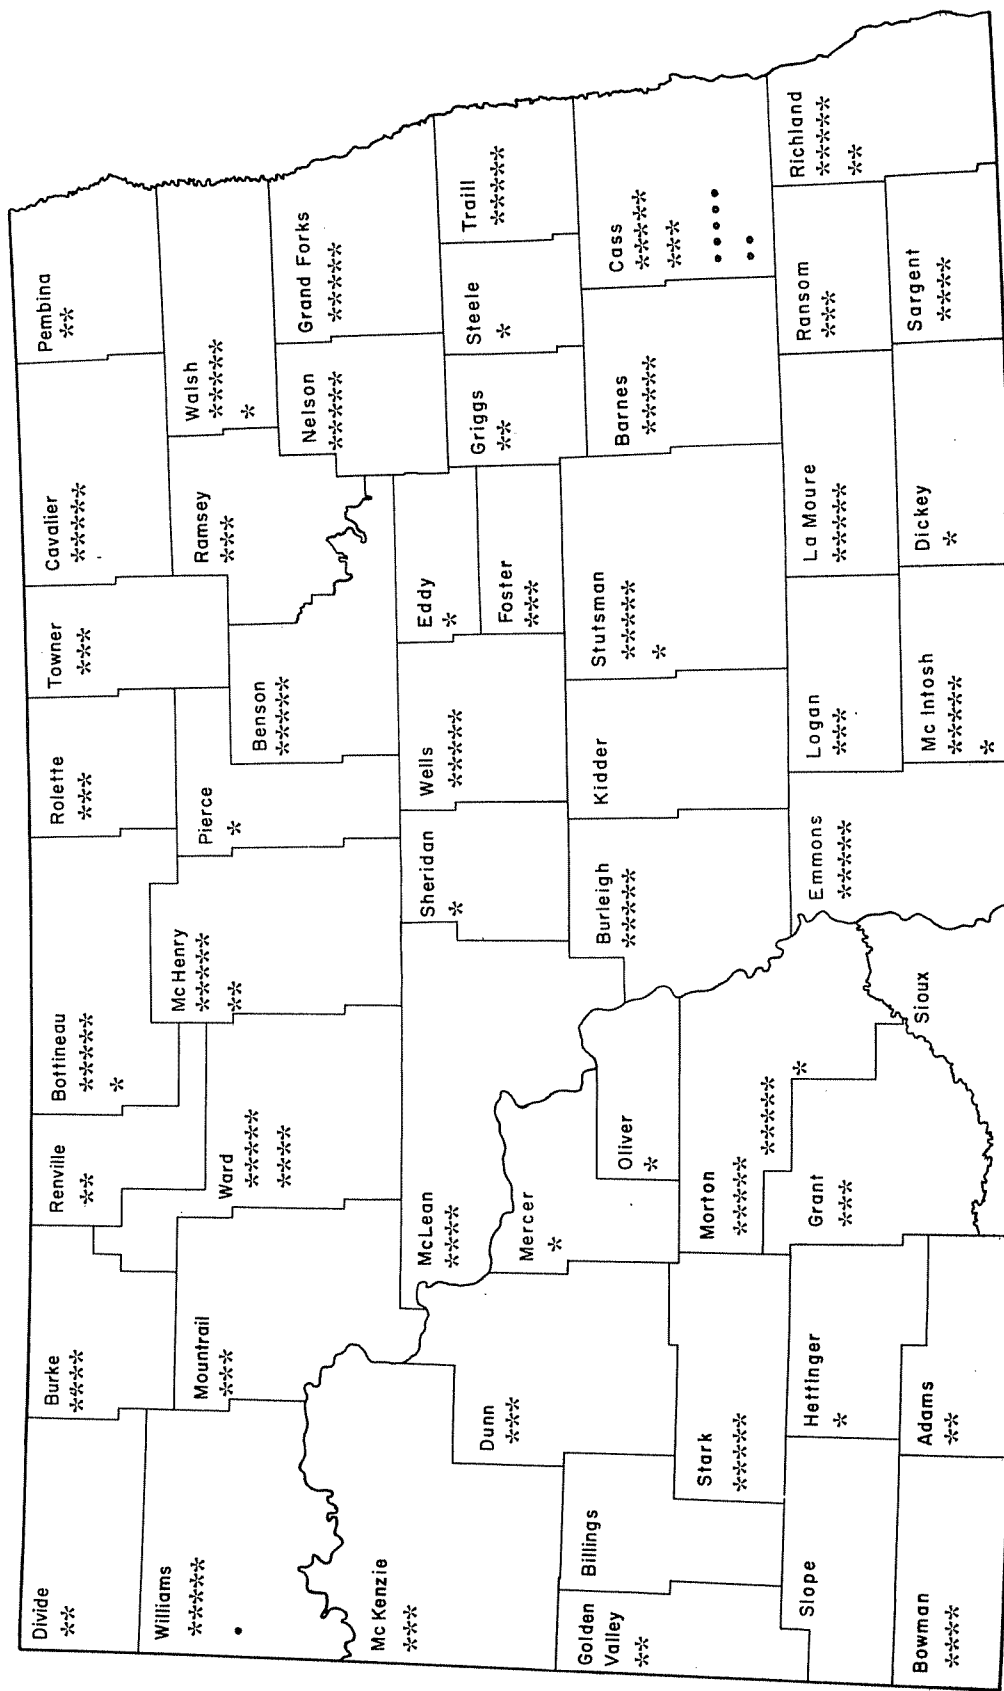 Divide
Burke
Renville
Bottineau
Rolette
Towner
Cavalier
Pembina
Williams
Mountrail
Ward
McHenry
Pierce
Benson
Ramsey
Walsh
Nelson
Grand Forks
McKenzie
Dunn
McLean
Mercer
Oliver
Sheridan
Wells
Eddy
Foster
Griggs
Steele
Traill
Golden
Valley
Billings
Stark
Morton
Burleigh
Kidder
Stutsman
Barnes
Cass
Slope
Hettinger
Grant
Sioux
Emmons
Logan
La Moure
Ransom
Richland
Bowman
Adams
Mc Intosh
Dickey
Sargent